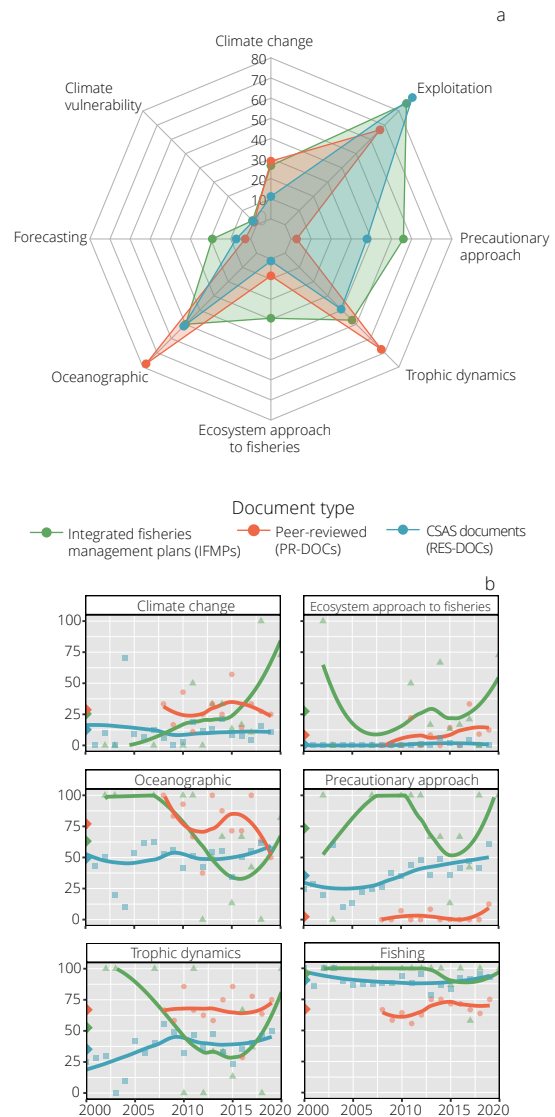 a
Climate change
80
70
60
50
40
30
20
10
Climate
vulnerability
Exploitation
Forecasting
Precautionary
approach
Oceanographic
Trophic dynamics
Ecosystem approach
to fisheries
Document type
Integrated fisheries
management plans (IFMPs)
Peer-reviewed
(PR-DOCs)
CSAS documents
(RES-DOCs)
b
Climate change
Ecosystem approach to fisheries
100
75
50
25
0
Oceanographic
Precautionary approach
100
75
50
25
0
Trophic dynamics
Fishing
100
75
50
25
0
2000 2005 2010 2015 2020 2000 2005 2010 2015 2020